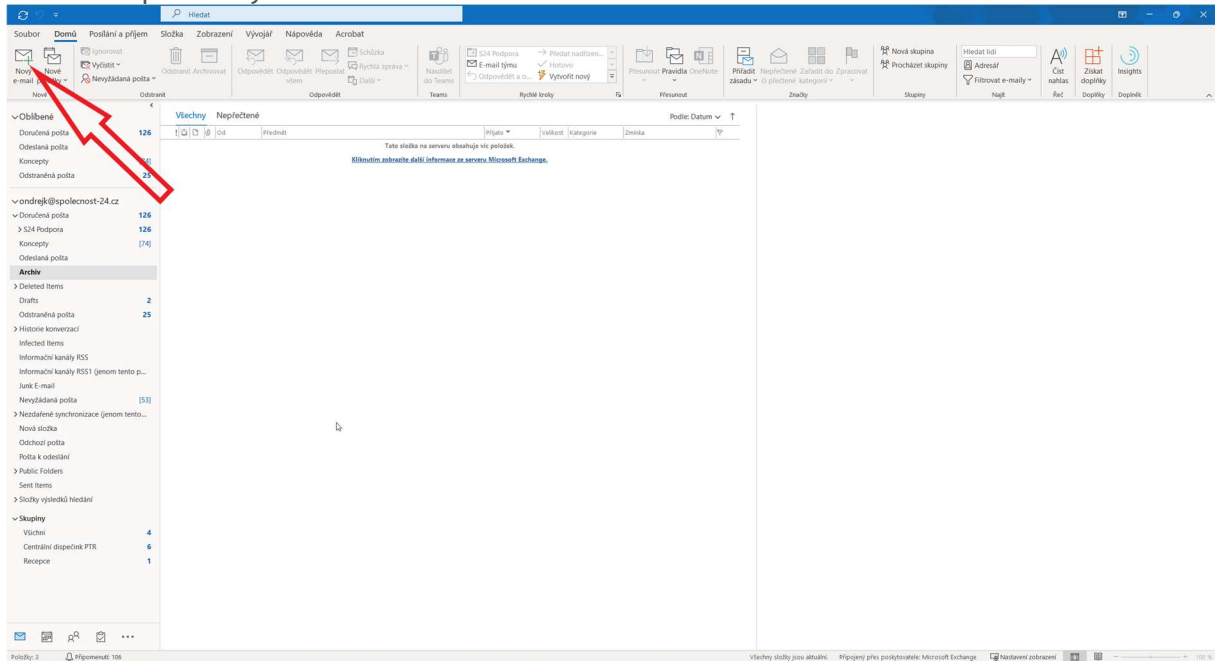 Hledat
Soubor Domů Posílání a příjem Složka Zobrazení Vývojář Nápověda Acrobat
Nový e-mail
Nové
Ignorovat
Vyčistit
Nevyžádaná pošta
Odstranit Archivovat
Odpovědět Odpovědět všem Přeposlat
Schůzka
Rychlá zpráva
Další
Nasdílet do Teams
S24 Podpora
E-mail týmu
Odpovědět a o...
Předat nadřízen...
Hotovo
Vytvořit nový
Přesunout Pravidla OneNote
Přiřadit zásadu
Nepřečtené či přečtené
Zařadit do kategorií
Zpracovat
Nová skupina
Procházet skupiny
Hledat lidi
Adresář
Filtrovat e-maily
Číst nahlas
Získat doplňky
Insights
Odstranit Odpovědět Teams Rychlé kroky Přesunout Značky Skupiny Najít Řeč Doplňky Doplněk
Oblíbené
Doručená pošta 126
Odeslaná pošta
Koncepty
Odstraněná pošta 25
ondrejk@spolecnost-24.cz
Doručená pošta 126
S24 Podpora 126
Koncepty [74]
Odeslaná pošta
Archiv
Deleted Items
Drafts 2
Odstraněná pošta 25
Historie konverzací
Infected Items
Informační kanály RSS
Informační kanály RSS1 (jenom tento p...
Junk E-mail
Nevyžádaná pošta [53]
Nezdařené synchronizace (jenom tento...
Nová složka
Odchozí pošta
Pošta k odeslání
Public Folders
Sent Items
Složky výsledků hledání
Skupiny
Všichni 4
Centrální dispečink PTR 6
Recepce 1
Všechny Nepřečtené Podle: Datum
Od Předmět Přijato Velikost Kategorie Zmínka
Tato složka na serveru obsahuje víc položek.
Kliknutím zobrazíte další informace ze serveru Microsoft Exchange.
Položky: 3 Připomenutí: 106 Všechny složky jsou aktuální. Připojený přes poskytovatele: Microsoft Exchange Nastavení zobrazení 100 %